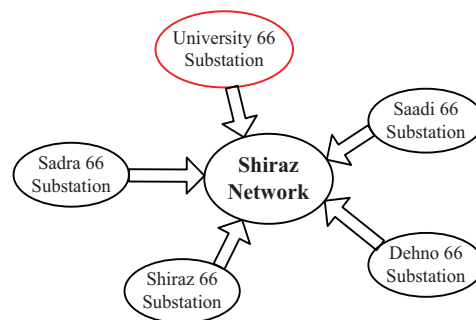 University 66
Substation
Saadi 66
Substation
Sadra 66
Substation
Shiraz
Network
Shiraz 66
Substation
Dehno 66
Substation